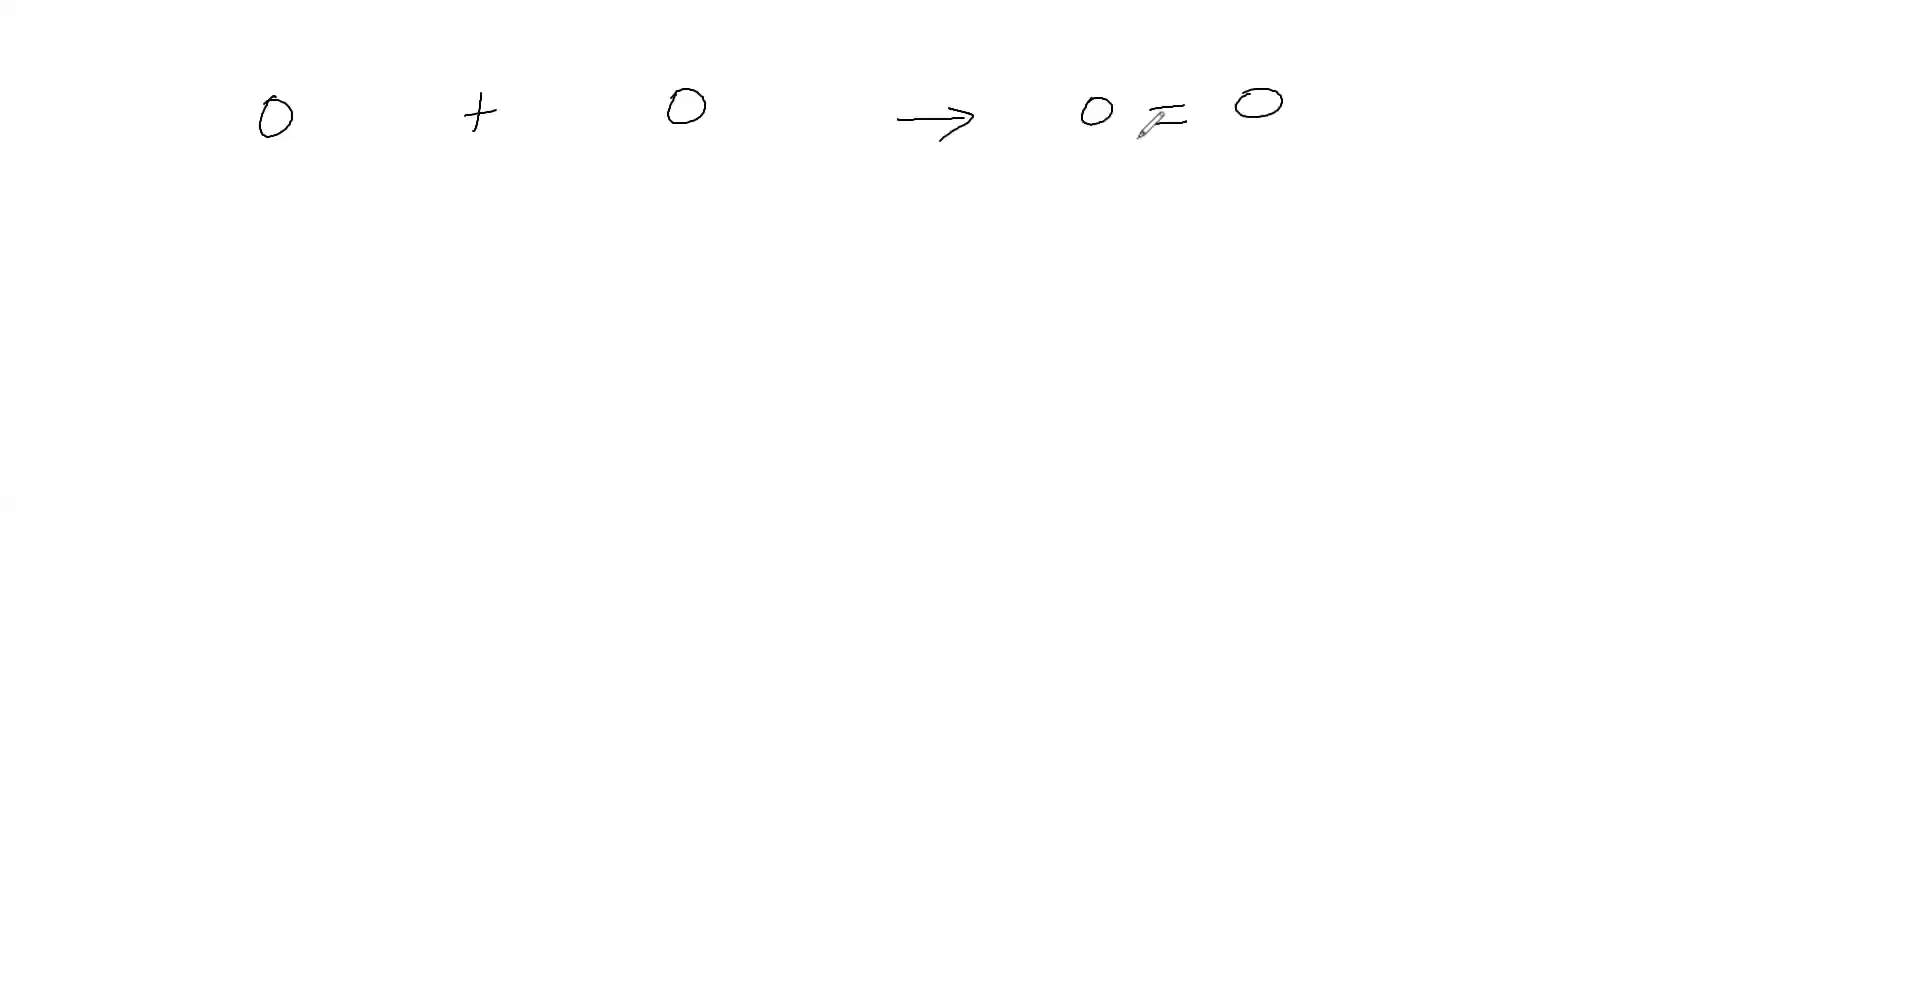 O + O → O = O